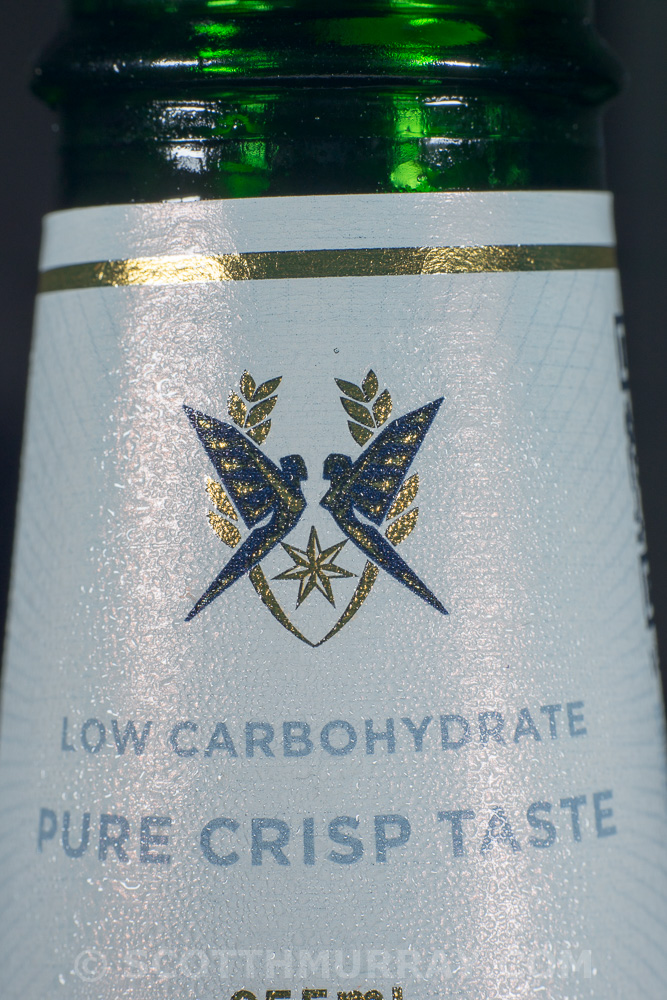 LOW CARBOHYDRATE
PURE CRISP TASTE
© SCOTTHMURRAY.COM